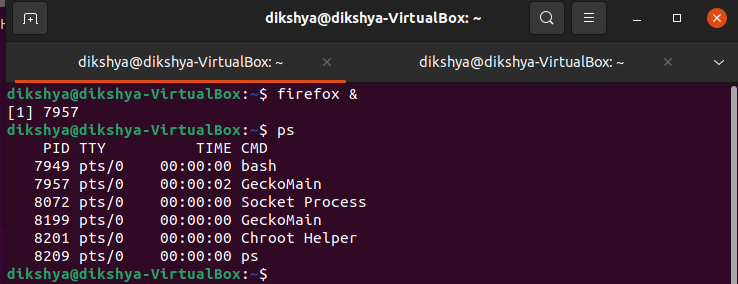 dikshya@dikshya-VirtualBox: ~
dikshya@dikshya-VirtualBox: ~ × dikshya@dikshya-VirtualBox: ~ ×
dikshya@dikshya-VirtualBox:~$ firefox &
[1] 7957
dikshya@dikshya-VirtualBox:~$ ps
    PID TTY          TIME CMD
   7949 pts/0    00:00:00 bash
   7957 pts/0    00:00:02 GeckoMain
   8072 pts/0    00:00:00 Socket Process
   8199 pts/0    00:00:00 GeckoMain
   8201 pts/0    00:00:00 Chroot Helper
   8209 pts/0    00:00:00 ps
dikshya@dikshya-VirtualBox:~$